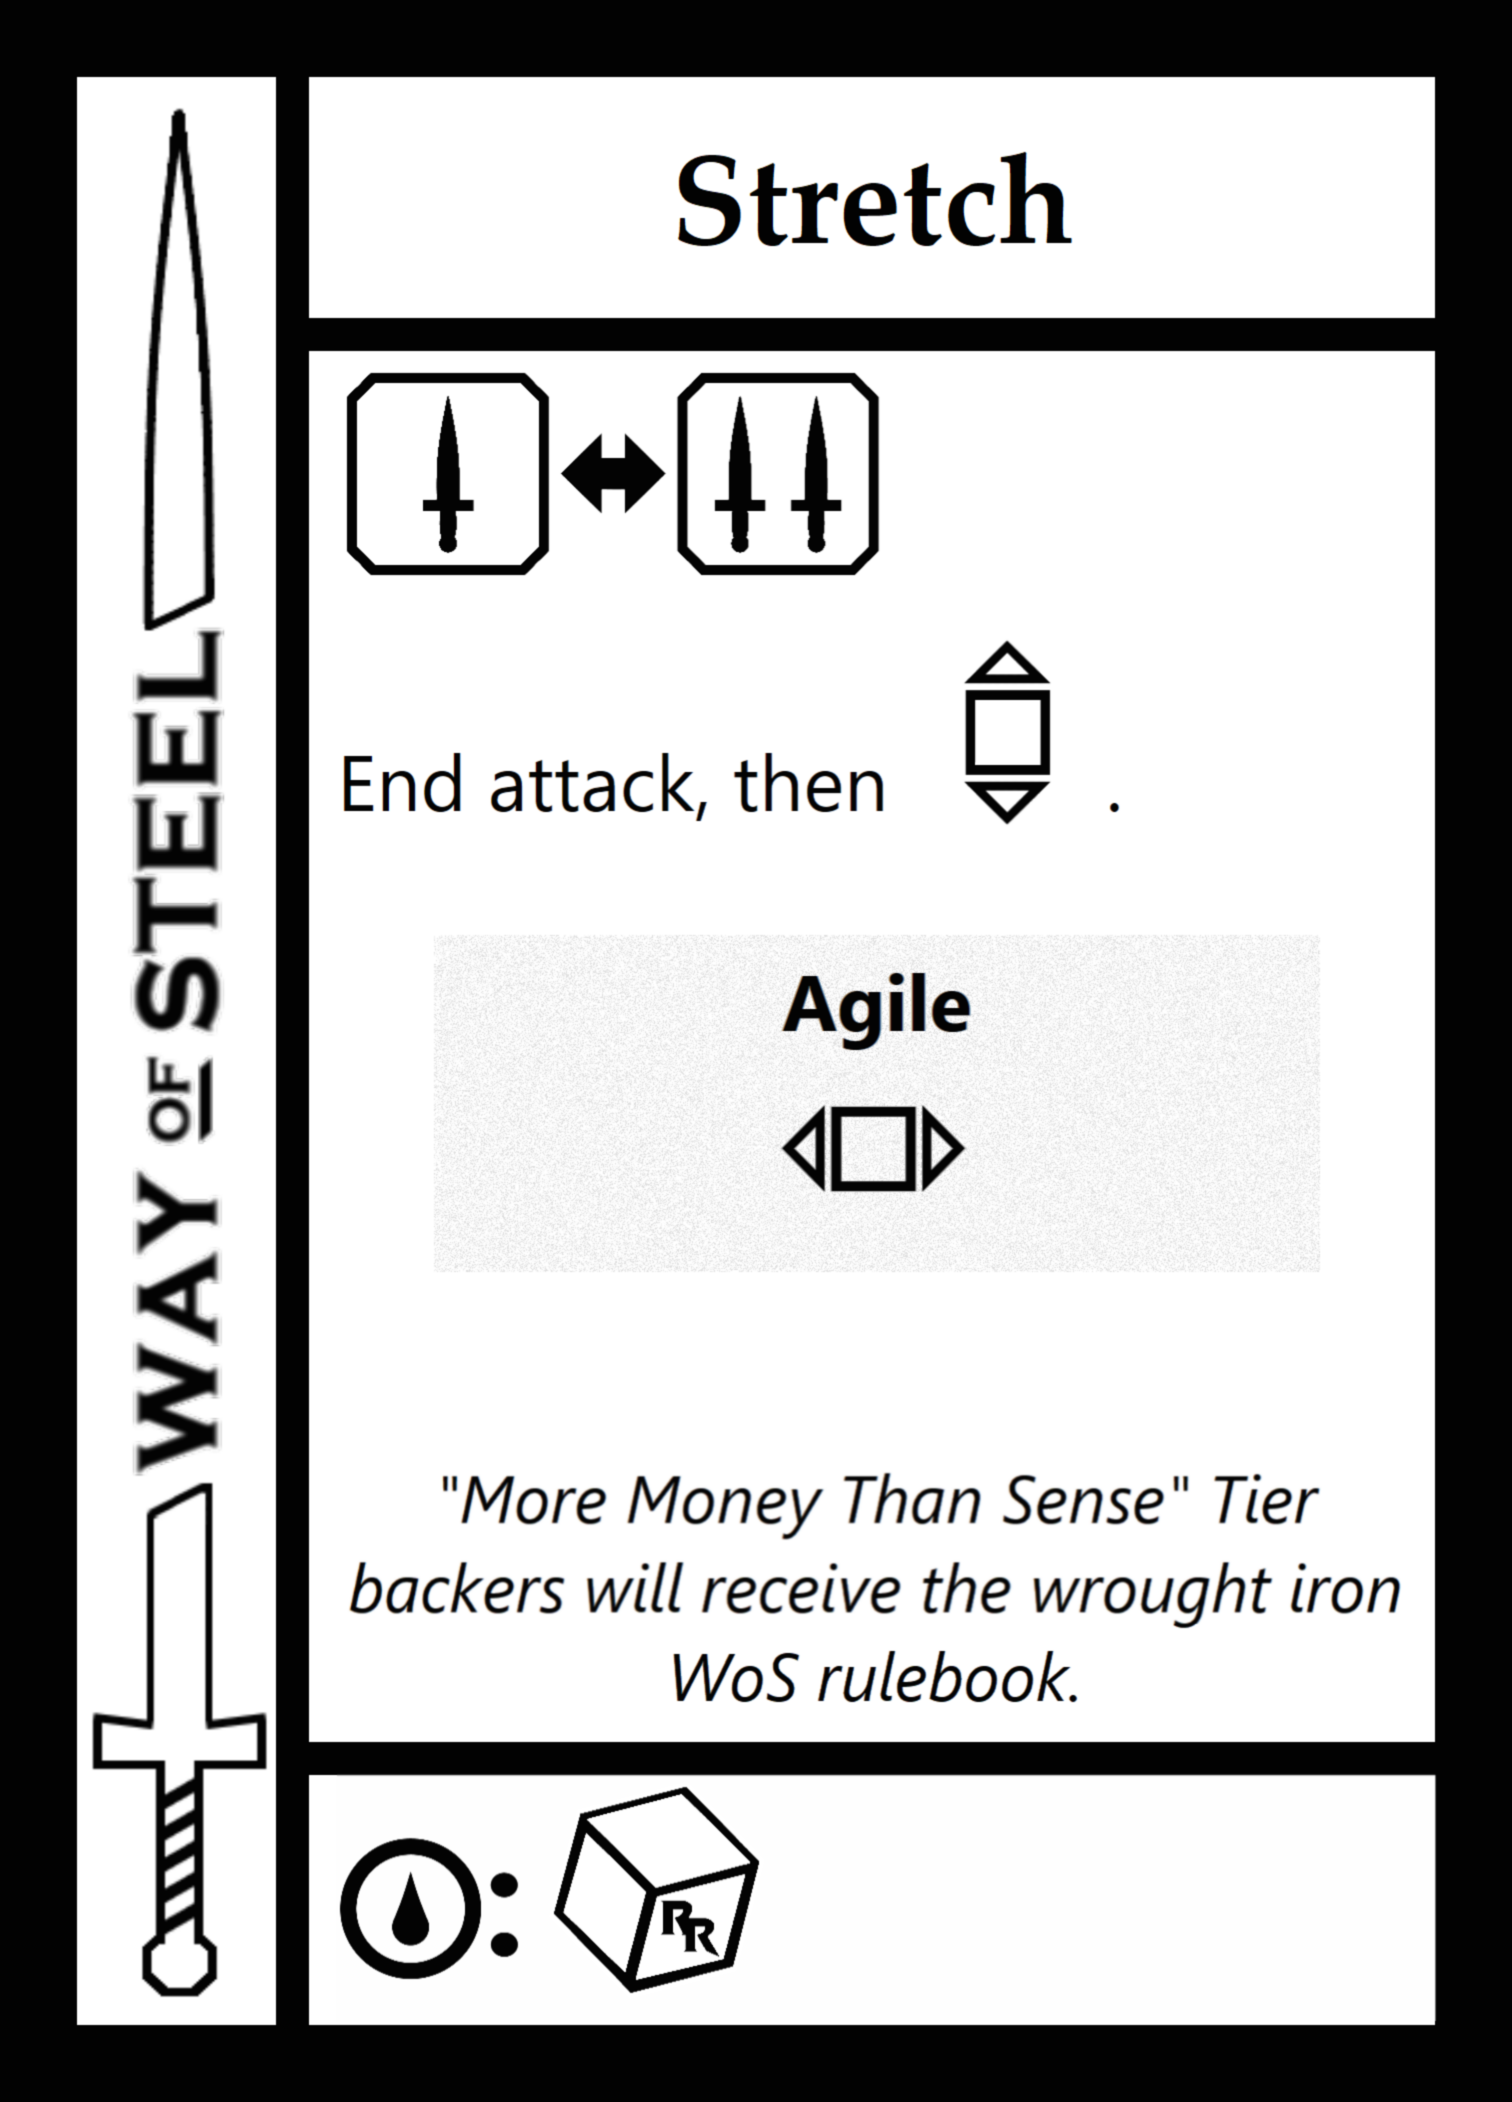 WAY OF STEEL
Stretch
End attack, then .
Agile
"More Money Than Sense" Tier
backers will receive the wrought iron
WoS rulebook.
:
RR